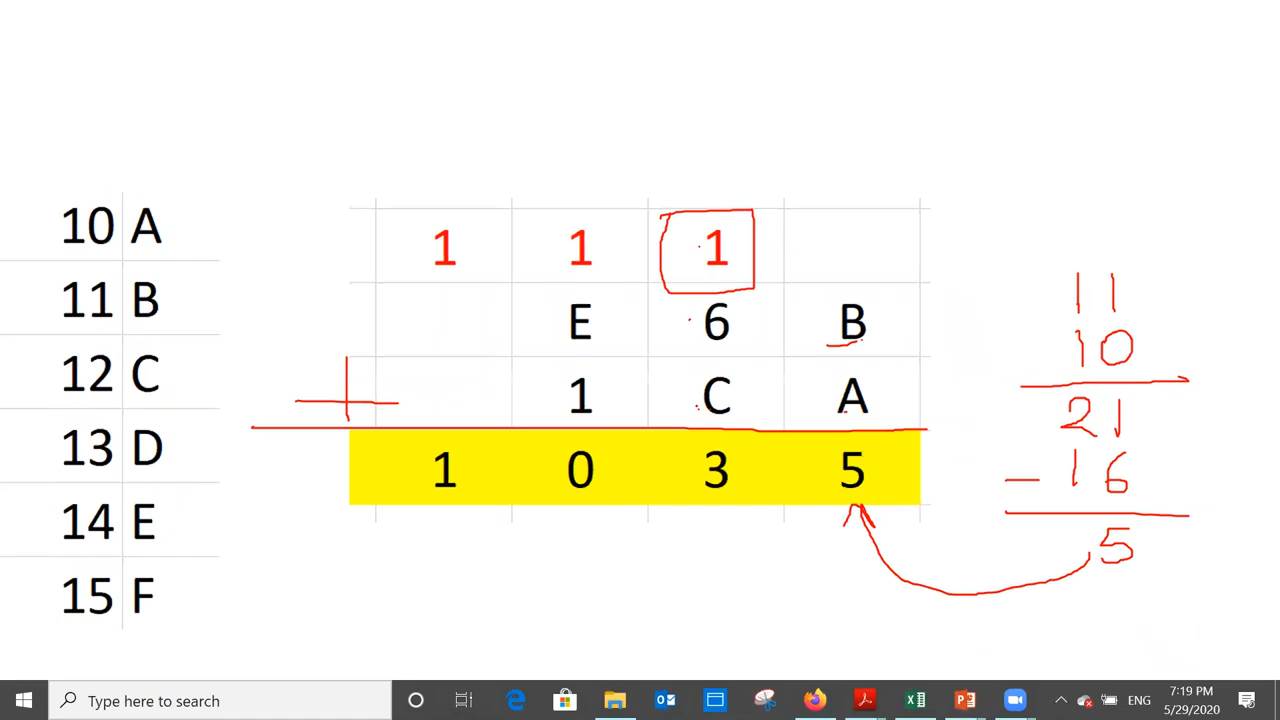 10 A
11 B
12 C
13 D
14 E
15 F
1 1 1
E 6 B
+ 1 C A
1 0 3 5
11
10
21
- 16
5
Type here to search
ENG
7:19 PM
5/29/2020